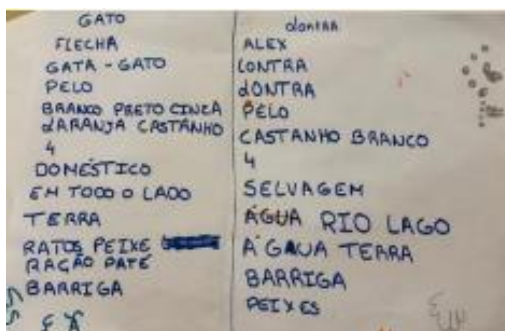 GATO
FLECHA
GATA - GATO
PELO
BRANCO PRETO CINZA
LARANJA CASTANHO
4
DOMÉSTICO
EM TODO O LADO
TERRA
RATOS PEIXE
RAÇÃO PATÊ
BARRIGA
LONTRA
ALEX
LONTRA
LONTRA
PELO
CASTANHO BRANCO
4
SELVAGEM
ÁGUA RIO LAGO
ÁGAUA TERRA
BARRIGA
PEIXES